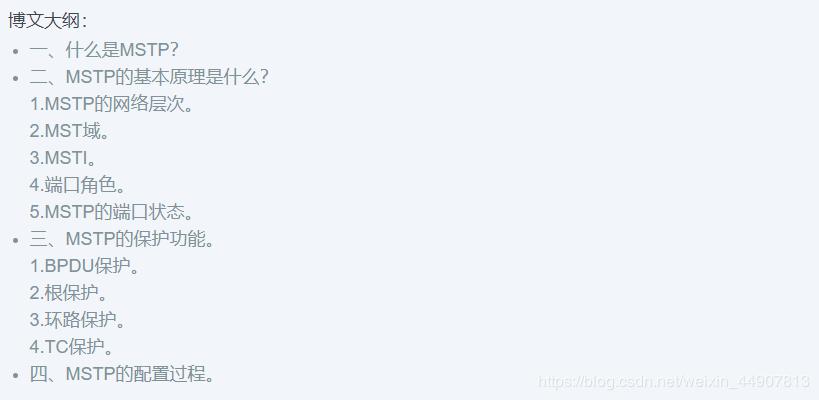 博文大纲：
一、什么是MSTP？
二、MSTP的基本原理是什么？
1.MSTP的网络层次。
2.MST域。
3.MSTI。
4.端口角色。
5.MSTP的端口状态。
三、MSTP的保护功能。
1.BPDU保护。
2.根保护。
3.环路保护。
4.TC保护。
四、MSTP的配置过程。
https://blog.csdn.net/weixin_44907813